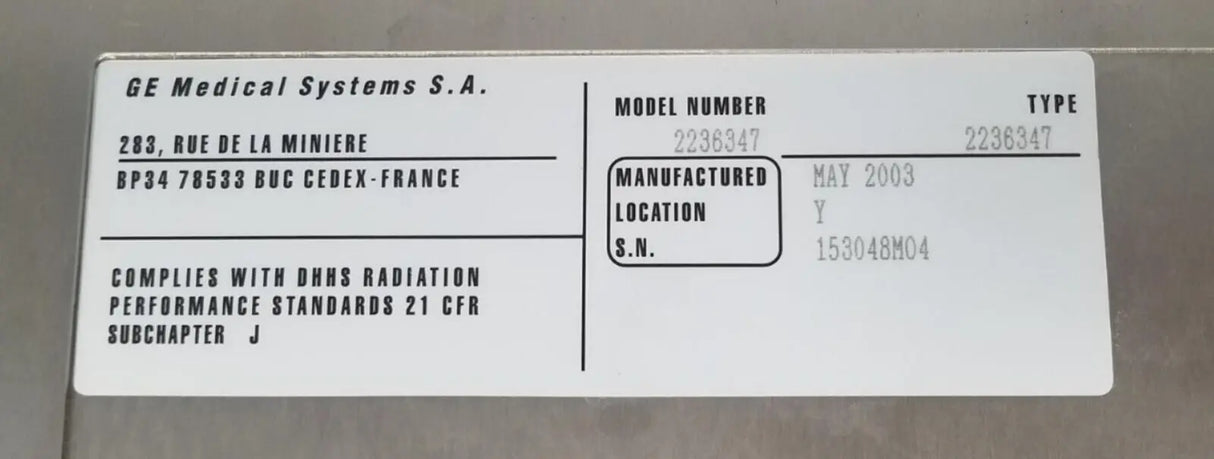 GE Medical Systems S.A.
283, RUE DE LA MINIERE
BP34 78533 BUC CEDEX-FRANCE
COMPLIES WITH DHHS RADIATION
PERFORMANCE STANDARDS 21 CFR
SUBCHAPTER J
MODEL NUMBER TYPE
2236347 2236347
MANUFACTURED MAY 2003
LOCATION Y
S.N. 153048M04